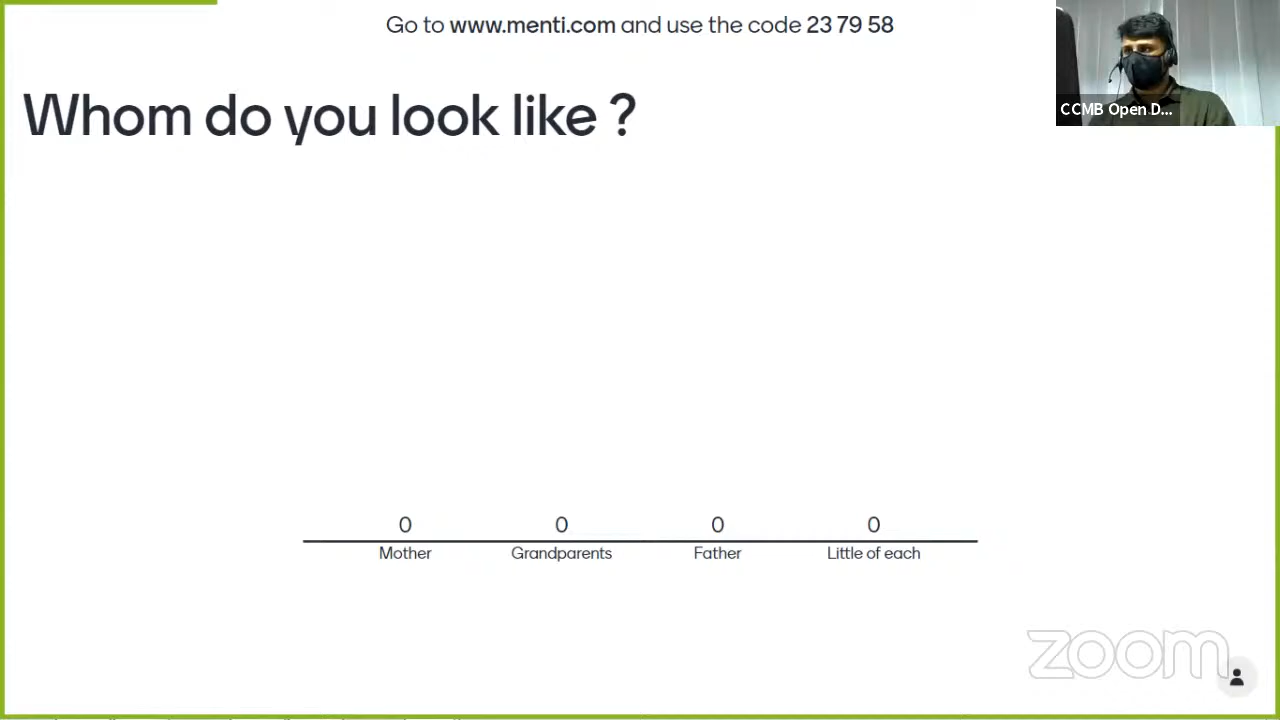 Go to www.menti.com and use the code 23 79 58
CCMB Open D...
Whom do you look like ?
0 0 0 0
Mother Grandparents Father Little of each
zoom